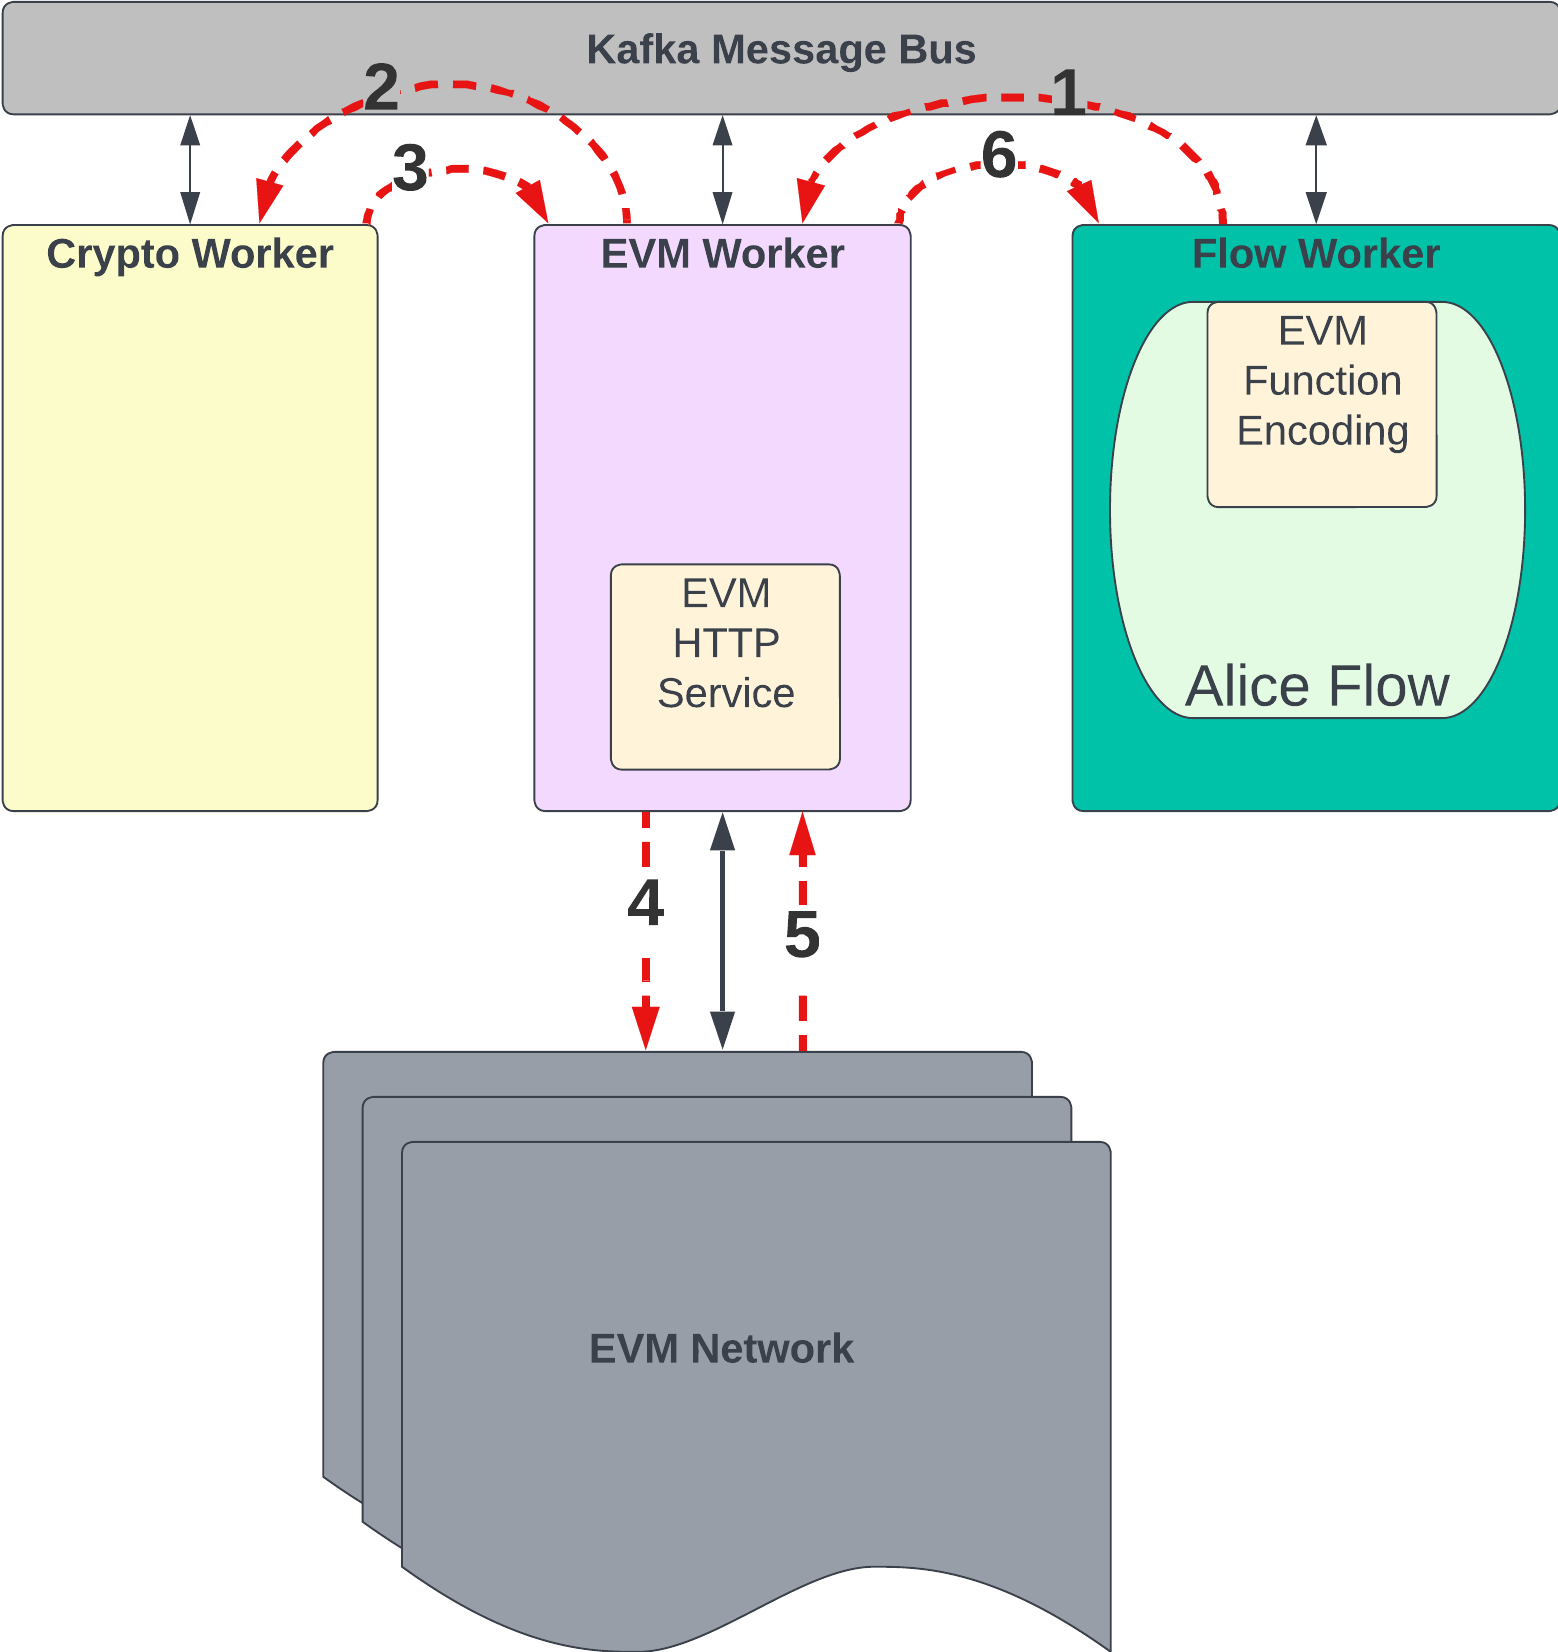 Kafka Message Bus
2
1
3
6
Crypto Worker
EVM Worker
Flow Worker
EVM
Function
Encoding
EVM
HTTP
Service
Alice Flow
4
5
EVM Network